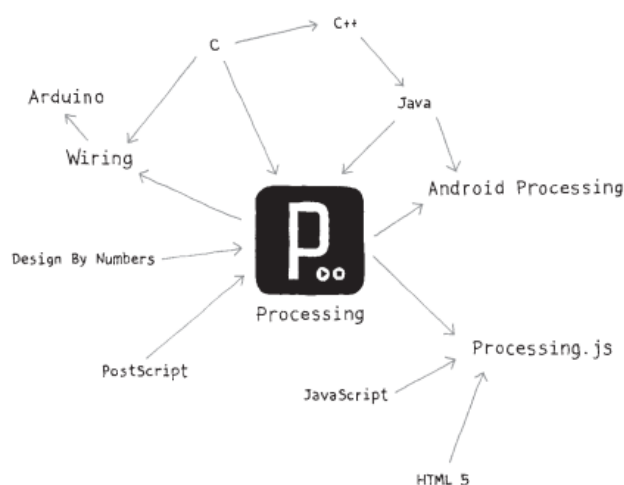 C++
C
Arduino
Java
Wiring
Android Processing
P
Design By Numbers
Processing
Processing.js
PostScript
JavaScript
HTML 5